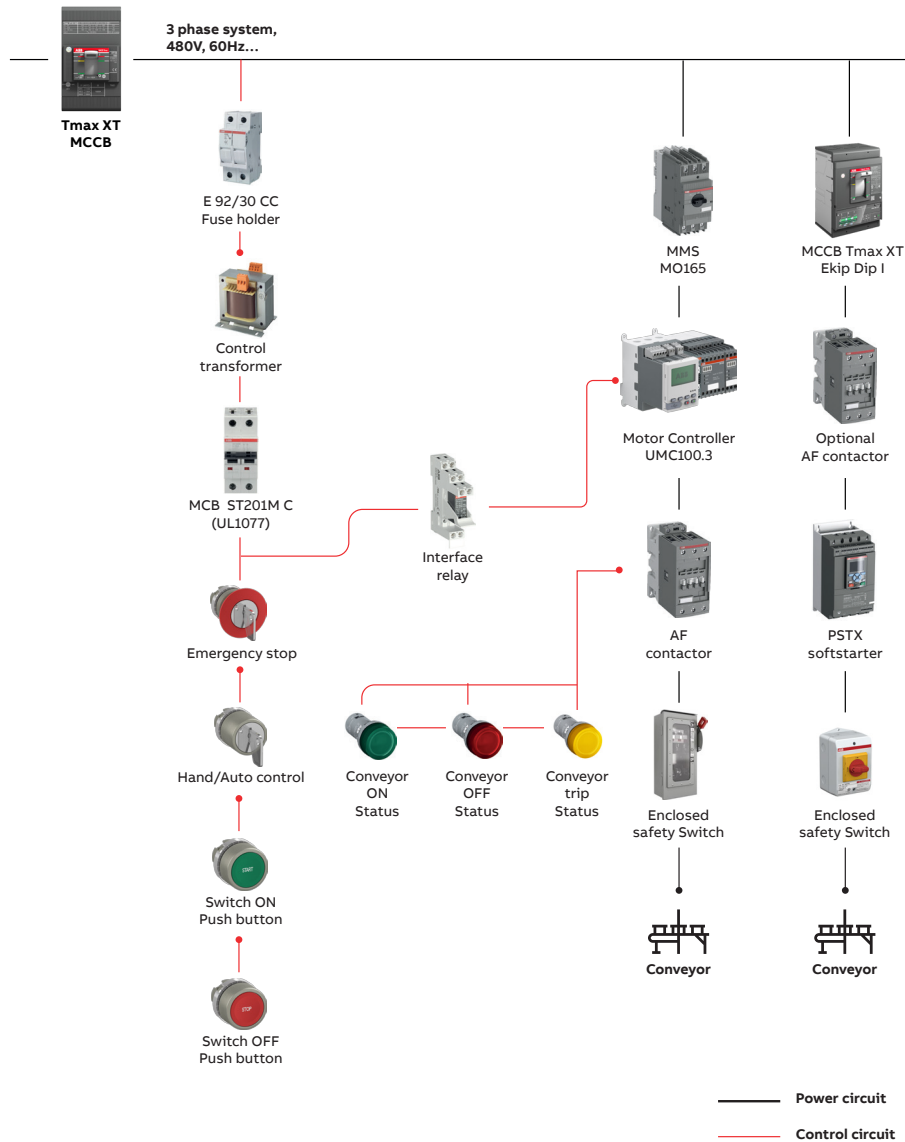 3 phase system,
480V, 60Hz...
Tmax XT
MCCB
E 92/30 CC
Fuse holder
Control
transformer
MCB ST201M C
(UL1077)
Emergency stop
Hand/Auto control
START
Switch ON
Push button
STOP
Switch OFF
Push button
Interface
relay
Conveyor
ON
Status
Conveyor
OFF
Status
Conveyor
trip
Status
MMS
MO165
Motor Controller
UMC100.3
AF
contactor
Enclosed
safety Switch
Conveyor
MCCB Tmax XT
Ekip Dip I
Optional
AF contactor
PSTX
softstarter
Enclosed
safety Switch
Conveyor
Power circuit
Control circuit